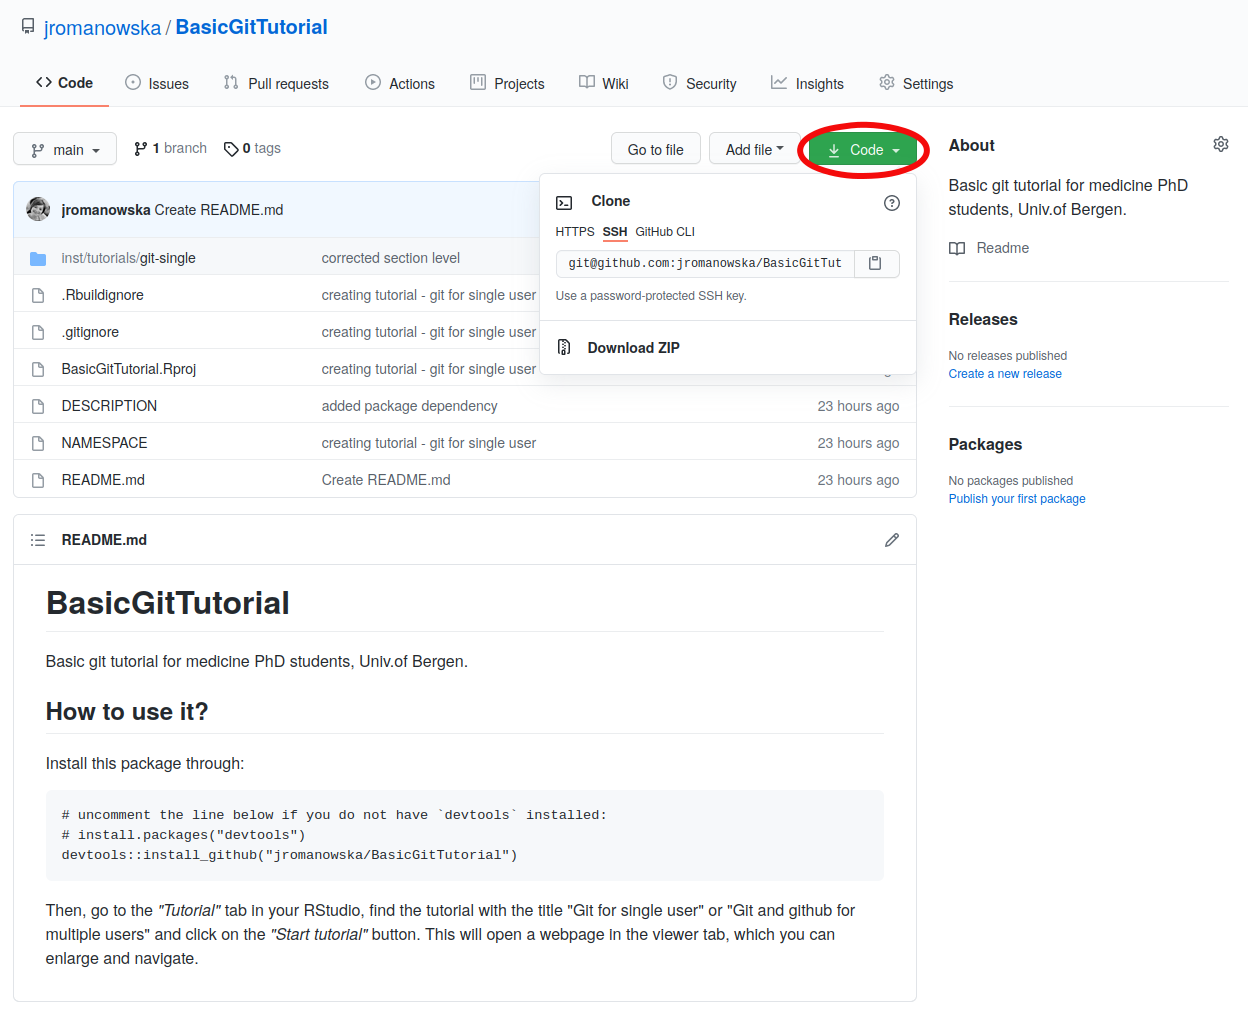 jromanowska / BasicGitTutorial
Code Issues Pull requests Actions Projects Wiki Security Insights Settings
main 1 branch 0 tags Go to file Add file Code
jromanowska Create README.md
Clone
HTTPS SSH GitHub CLI
git@github.com:jromanowska/BasicGitTut
Use a password-protected SSH key.
Download ZIP
inst/tutorials/git-single corrected section level
.Rbuildignore creating tutorial - git for single user
.gitignore creating tutorial - git for single user
BasicGitTutorial.Rproj creating tutorial - git for single user
DESCRIPTION added package dependency 23 hours ago
NAMESPACE creating tutorial - git for single user 23 hours ago
README.md Create README.md 23 hours ago
About
Basic git tutorial for medicine PhD
students, Univ.of Bergen.
Readme
Releases
No releases published
Create a new release
Packages
No packages published
Publish your first package
README.md
BasicGitTutorial
Basic git tutorial for medicine PhD students, Univ.of Bergen.
How to use it?
Install this package through:
# uncomment the line below if you do not have `devtools` installed:
# install.packages("devtools")
devtools::install_github("jromanowska/BasicGitTutorial")
Then, go to the "Tutorial" tab in your RStudio, find the tutorial with the title "Git for single user" or "Git and github for
multiple users" and click on the "Start tutorial" button. This will open a webpage in the viewer tab, which you can
enlarge and navigate.